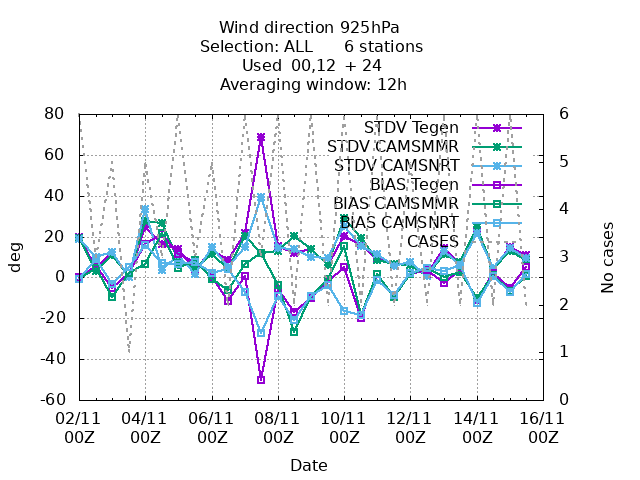 Wind direction 925hPa
Selection: ALL 6 stations
Used 00,12 + 24
Averaging window: 12h
80
60
40
20
0
-20
-40
-60
deg
6
5
4
3
2
1
0
No cases
STDV Tegen
STDV CAMSMMR
STDV CAMSNRT
BIAS Tegen
BIAS CAMSMMR
BIAS CAMSNRT
CASES
02/11 04/11 06/11 08/11 10/11 12/11 14/11 16/11
00Z 00Z 00Z 00Z 00Z 00Z 00Z 00Z
Date